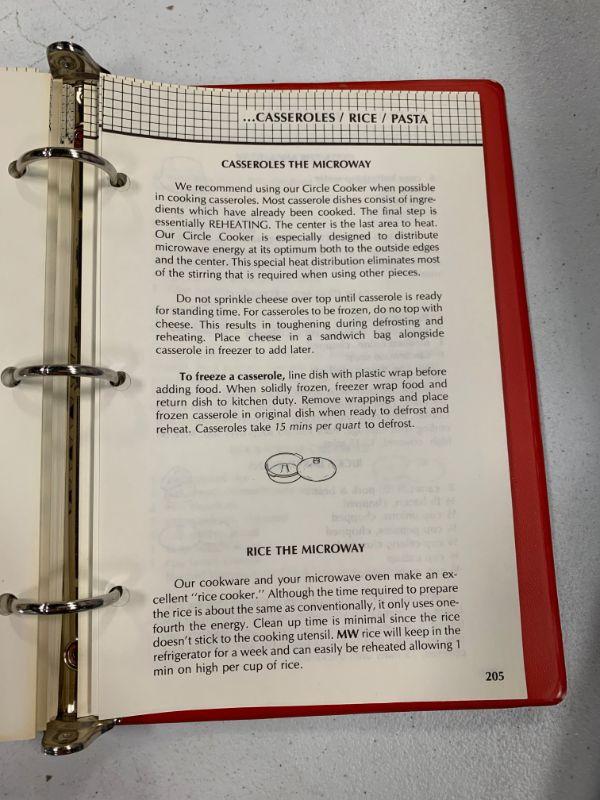 ...CASSEROLES / RICE / PASTA
CASSEROLES THE MICROWAY
We recommend using our Circle Cooker when possible
in cooking casseroles. Most casserole dishes consist of ingre-
dients which have already been cooked. The final step is
essentially REHEATING. The center is the last area to heat.
Our Circle Cooker is especially designed to distribute
microwave energy at its optimum both to the outside edges
and the center. This special heat distribution eliminates most
of the stirring that is required when using other pieces.
Do not sprinkle cheese over top until casserole is ready
for standing time. For casseroles to be frozen, do no top with
cheese. This results in toughening during defrosting and
reheating. Place cheese in a sandwich bag alongside
casserole in freezer to add later.
To freeze a casserole, line dish with plastic wrap before
adding food. When solidly frozen, freezer wrap food and
return dish to kitchen duty. Remove wrappings and place
frozen casserole in original dish when ready to defrost and
reheat. Casseroles take 15 mins per quart to defrost.
RICE THE MICROWAY
Our cookware and your microwave oven make an ex-
cellent "rice cooker." Although the time required to prepare
the rice is about the same as conventionally, it only uses one-
fourth the energy. Clean up time is minimal since the rice
doesn't stick to the cooking utensil. MW rice will keep in the
refrigerator for a week and can easily be reheated allowing 1
min on high per cup of rice.
205